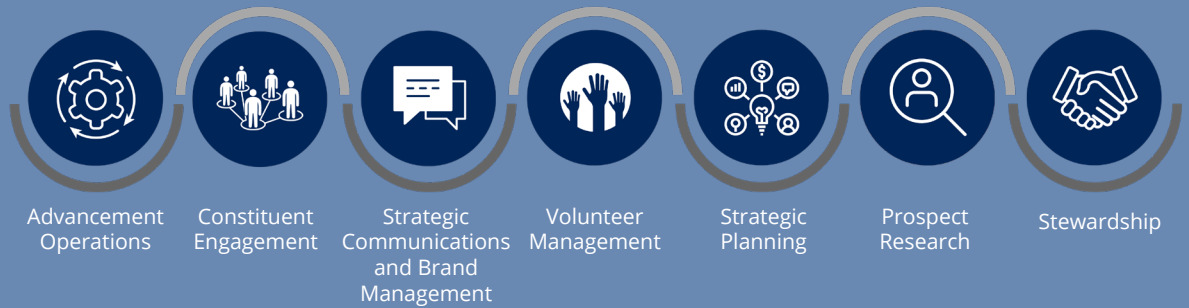 Advancement
Operations
Constituent
Engagement
Strategic
Communications
and Brand
Management
Volunteer
Management
Strategic
Planning
Prospect
Research
Stewardship